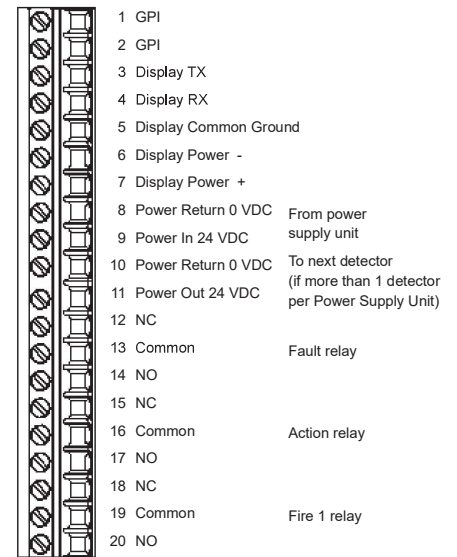 1 GPI
2 GPI
3 Display TX
4 Display RX
5 Display Common Ground
6 Display Power -
7 Display Power +
8 Power Return 0 VDC
9 Power In 24 VDC
From power
supply unit
10 Power Return 0 VDC
11 Power Out 24 VDC
To next detector
(if more than 1 detector
per Power Supply Unit)
12 NC
13 Common
Fault relay
14 NO
15 NC
16 Common
Action relay
17 NO
18 NC
19 Common
Fire 1 relay
20 NO